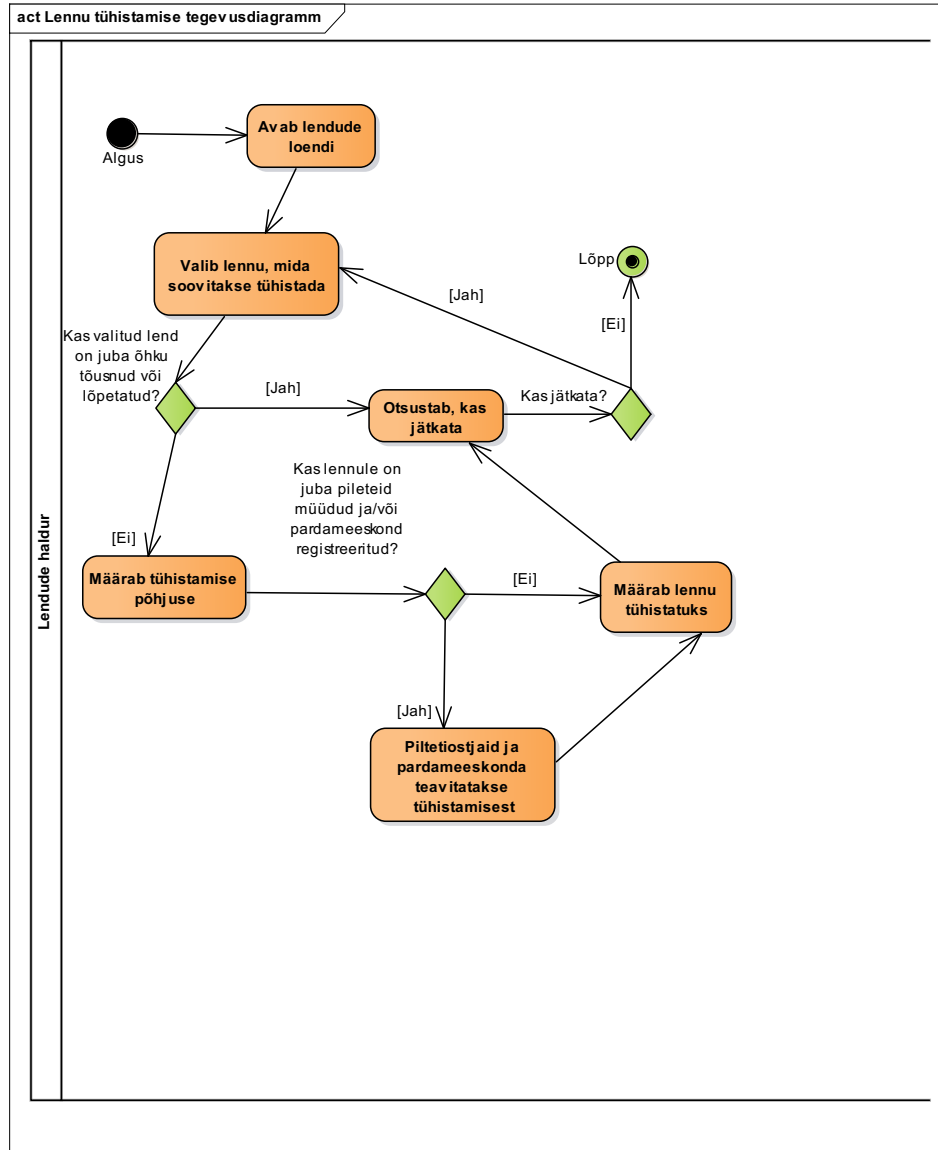 act Lennu tühistamise tegevusdiagramm
Algus
Avab lendude
loendi
Valib lennu, mida
soovitakse tühistada
Lõpp
[Jah]
[Ei]
Kas valitud lend
on juba õhku
tõusnud või
lõpetatud?
[Jah]
Otsustab, kas
jätkata
Kas jätkata?
Kas lennule on
juba pileteid
müüdud ja/või
pardameeskond
registreeritud?
[Ei]
Määrab tühistamise
põhjuse
[Ei]
Määrab lennu
tühistatuks
[Jah]
Piltetiostjaid ja
pardameeskonda
teavitatakse
tühistamisest
Lendude haldur